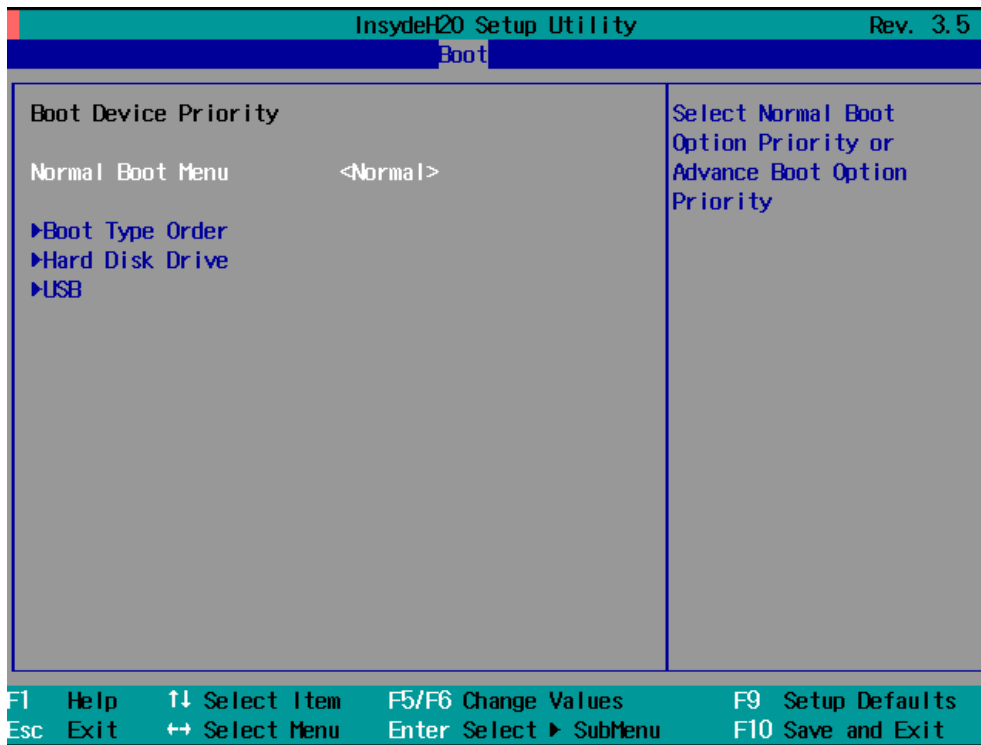 InsydeH2O Setup Utility Rev. 3.5
Boot
Boot Device Priority
Normal Boot Menu <Normal>
▶Boot Type Order
▶Hard Disk Drive
▶USB
Select Normal Boot
Option Priority or
Advance Boot Option
Priority
F1 Help ↑↓ Select Item F5/F6 Change Values F9 Setup Defaults
Esc Exit ↔ Select Menu Enter Select ▶ SubMenu F10 Save and Exit